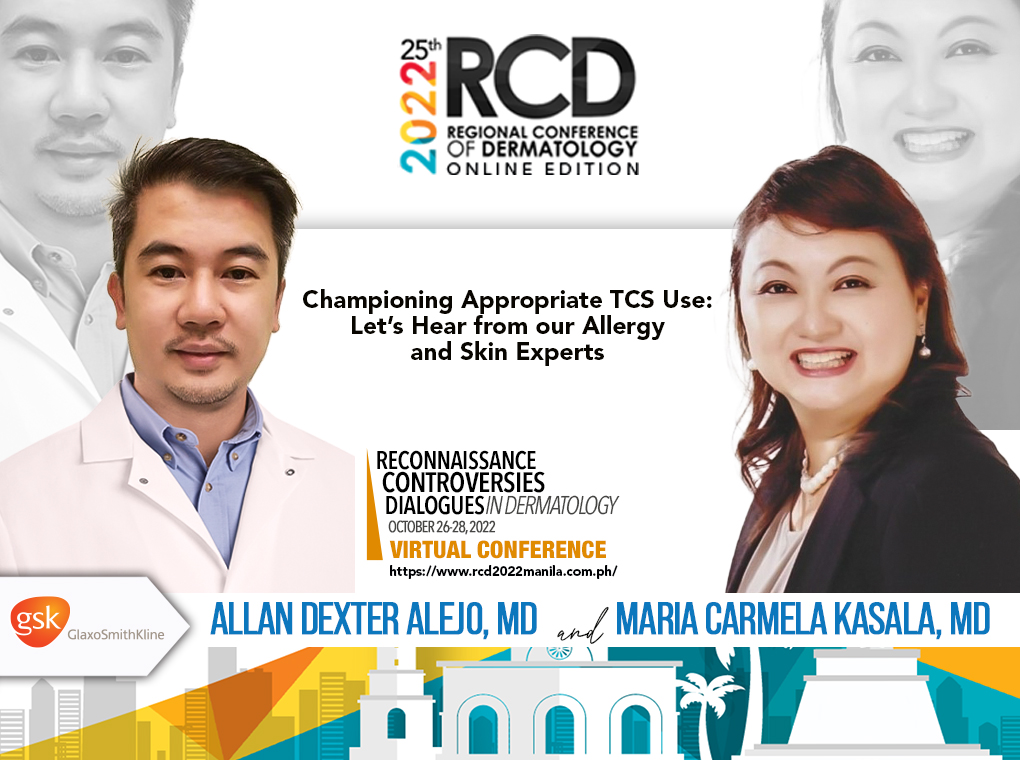 25th
2022
RCD
REGIONAL CONFERENCE
OF DERMATOLOGY
ONLINE EDITION
Championing Appropriate TCS Use:
Let's Hear from our Allergy
and Skin Experts
RECONNAISSANCE
CONTROVERSIES
DIALOGUES IN DERMATOLOGY
OCTOBER 26-28, 2022
VIRTUAL CONFERENCE
https://www.rcd2022manila.com.ph/
gsk
GlaxoSmithKline
ALLAN DEXTER ALEJO, MD and MARIA CARMELA KASALA, MD